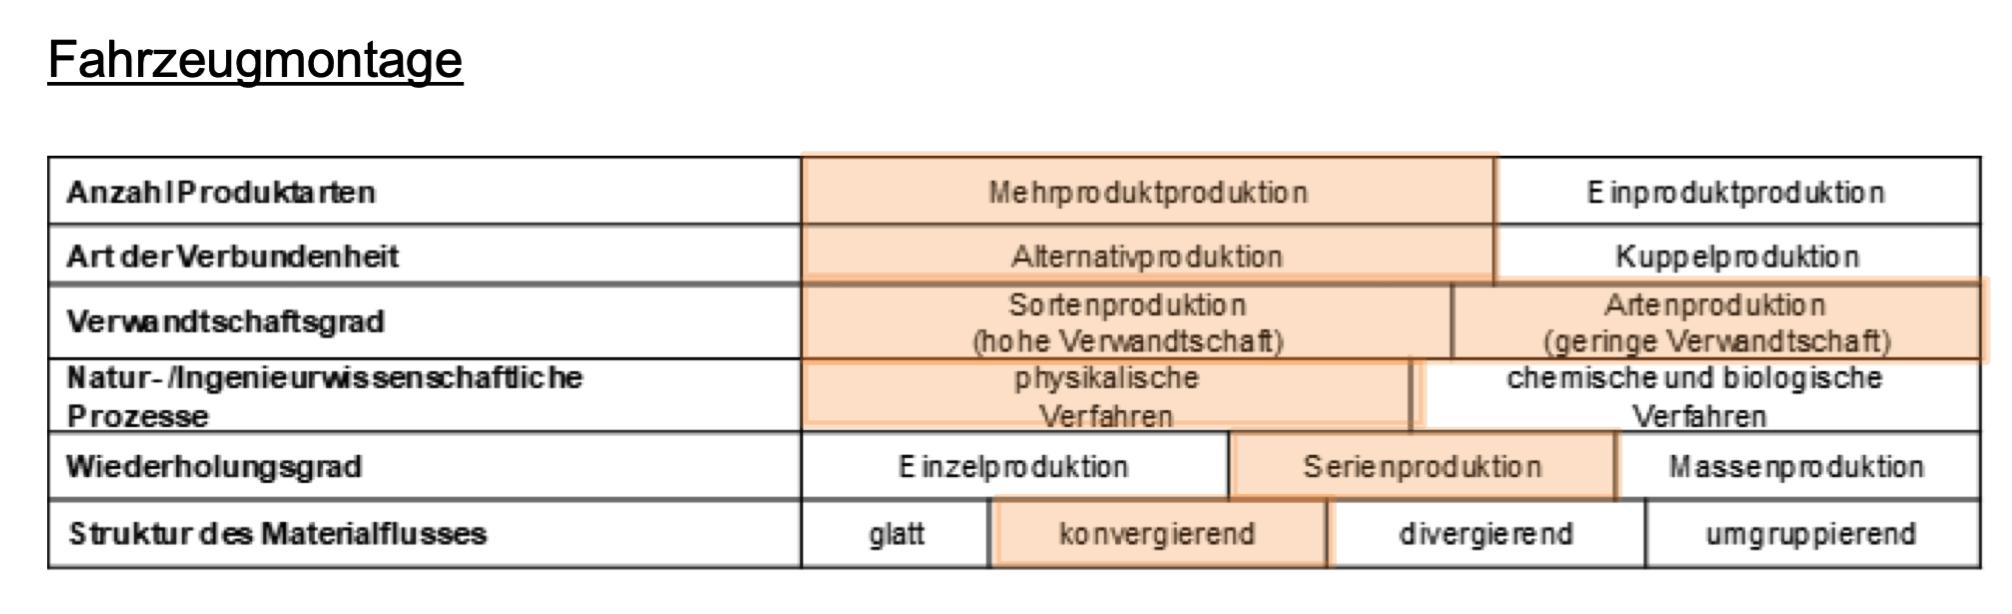 Fahrzeugmontage
Anzahl Produktarten Mehrproduktproduktion Einproduktproduktion
Art der Verbundenheit Alternativproduktion Kuppelproduktion
Verwandtschaftsgrad Sortenproduktion (hohe Verwandtschaft) Artenproduktion (geringe Verwandtschaft)
Natur-/Ingenieurwissenschaftliche Prozesse physikalische Verfahren chemische und biologische Verfahren
Wiederholungsgrad Einzelproduktion Serienproduktion Massenproduktion
Struktur des Materialflusses glatt konvergierend divergierend umgruppierend